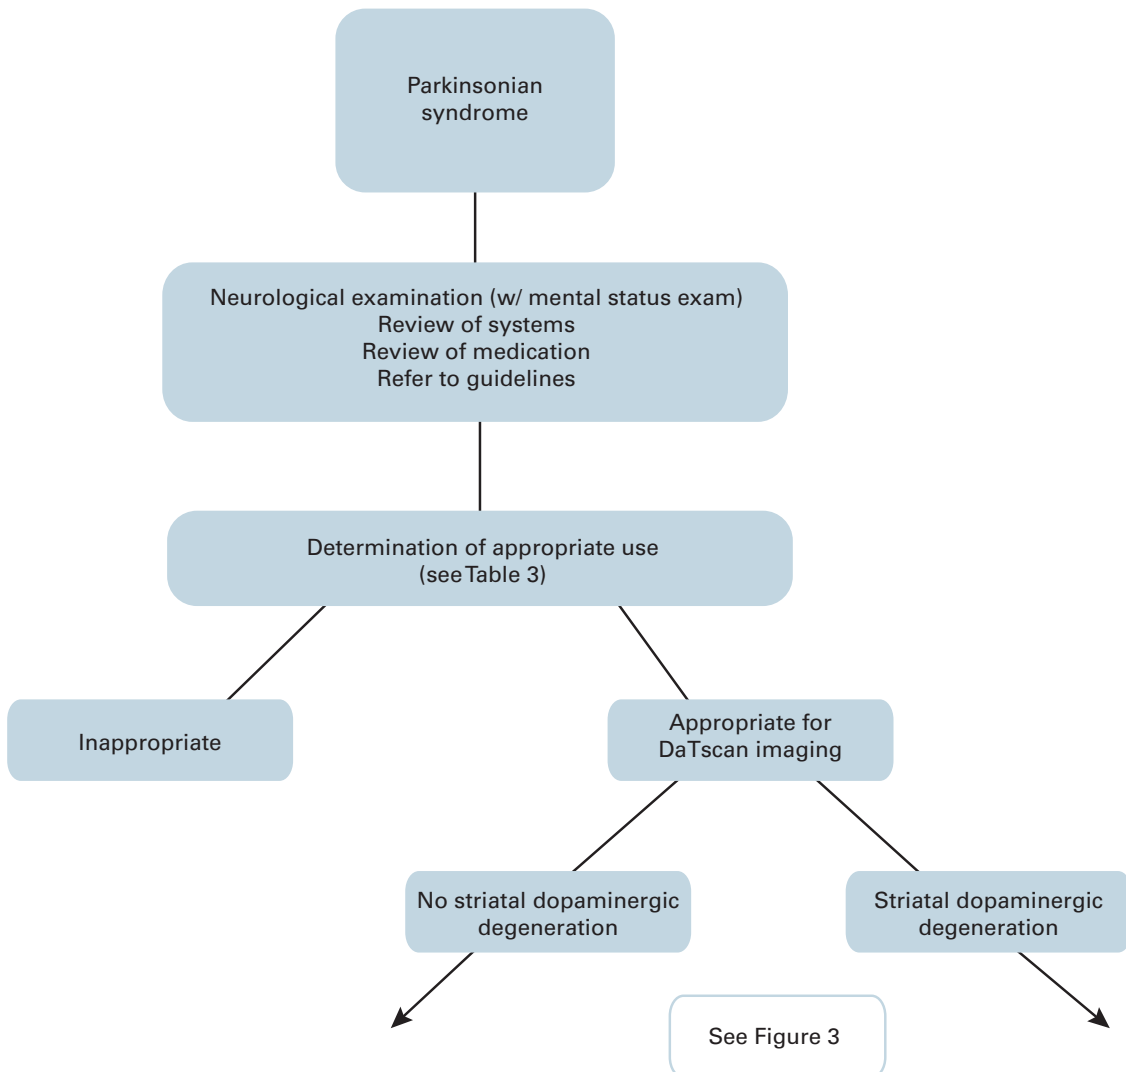 Parkinsonian
syndrome
Neurological examination (w/ mental status exam)
Review of systems
Review of medication
Refer to guidelines
Determination of appropriate use
(see Table 3)
Inappropriate
Appropriate for
DaTscan imaging
No striatal dopaminergic
degeneration
Striatal dopaminergic
degeneration
See Figure 3